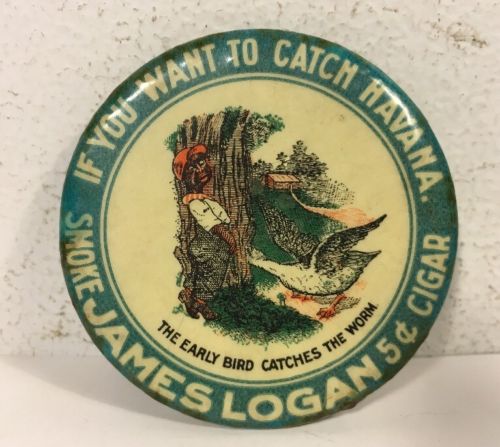 IF YOU WANT TO CATCH HAVANA.
SMOKE JAMES LOGAN 5¢ CIGAR
THE EARLY BIRD CATCHES THE WORM.